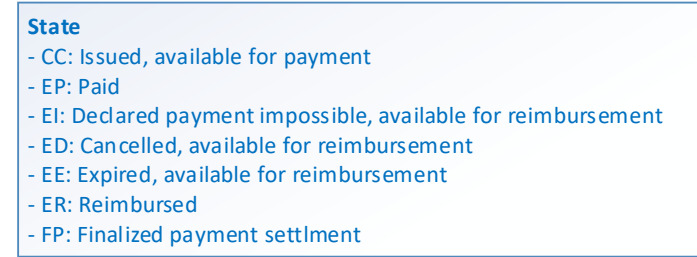 State
- CC: Issued, available for payment
- EP: Paid
- EI: Declared payment impossible, available for reimbursement
- ED: Cancelled, available for reimbursement
- EE: Expired, available for reimbursement
- ER: Reimbursed
- FP: Finalized payment settlment